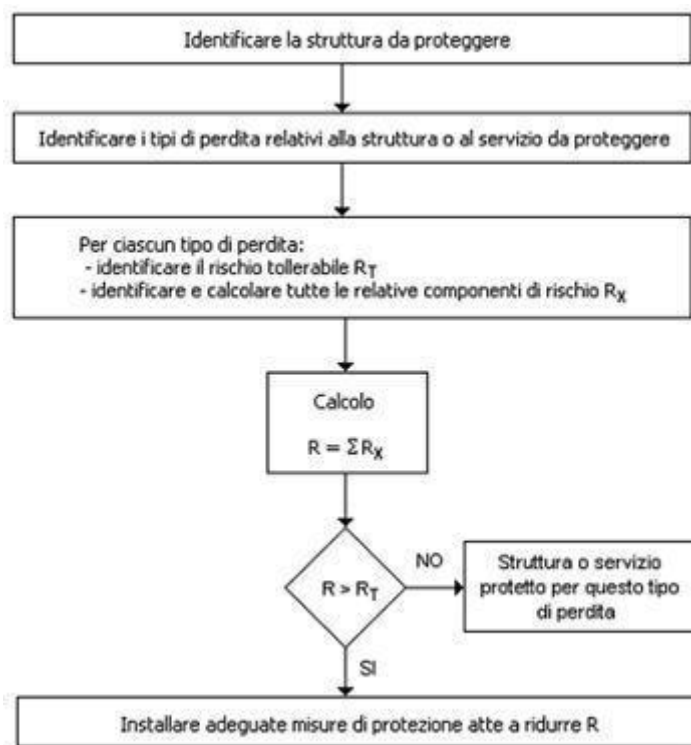 Identificare la struttura da proteggere
Identificare i tipi di perdita relativi alla struttura o al servizio da proteggere
Per ciascun tipo di perdita:
- identificare il rischio tollerabile RT
- identificare e calcolare tutte le relative componenti di rischio RX
Calcolo
R = ΣRX
R > RT
NO
Struttura o servizio
protetto per questo tipo
di perdita
SI
Installare adeguate misure di protezione atte a ridurre R